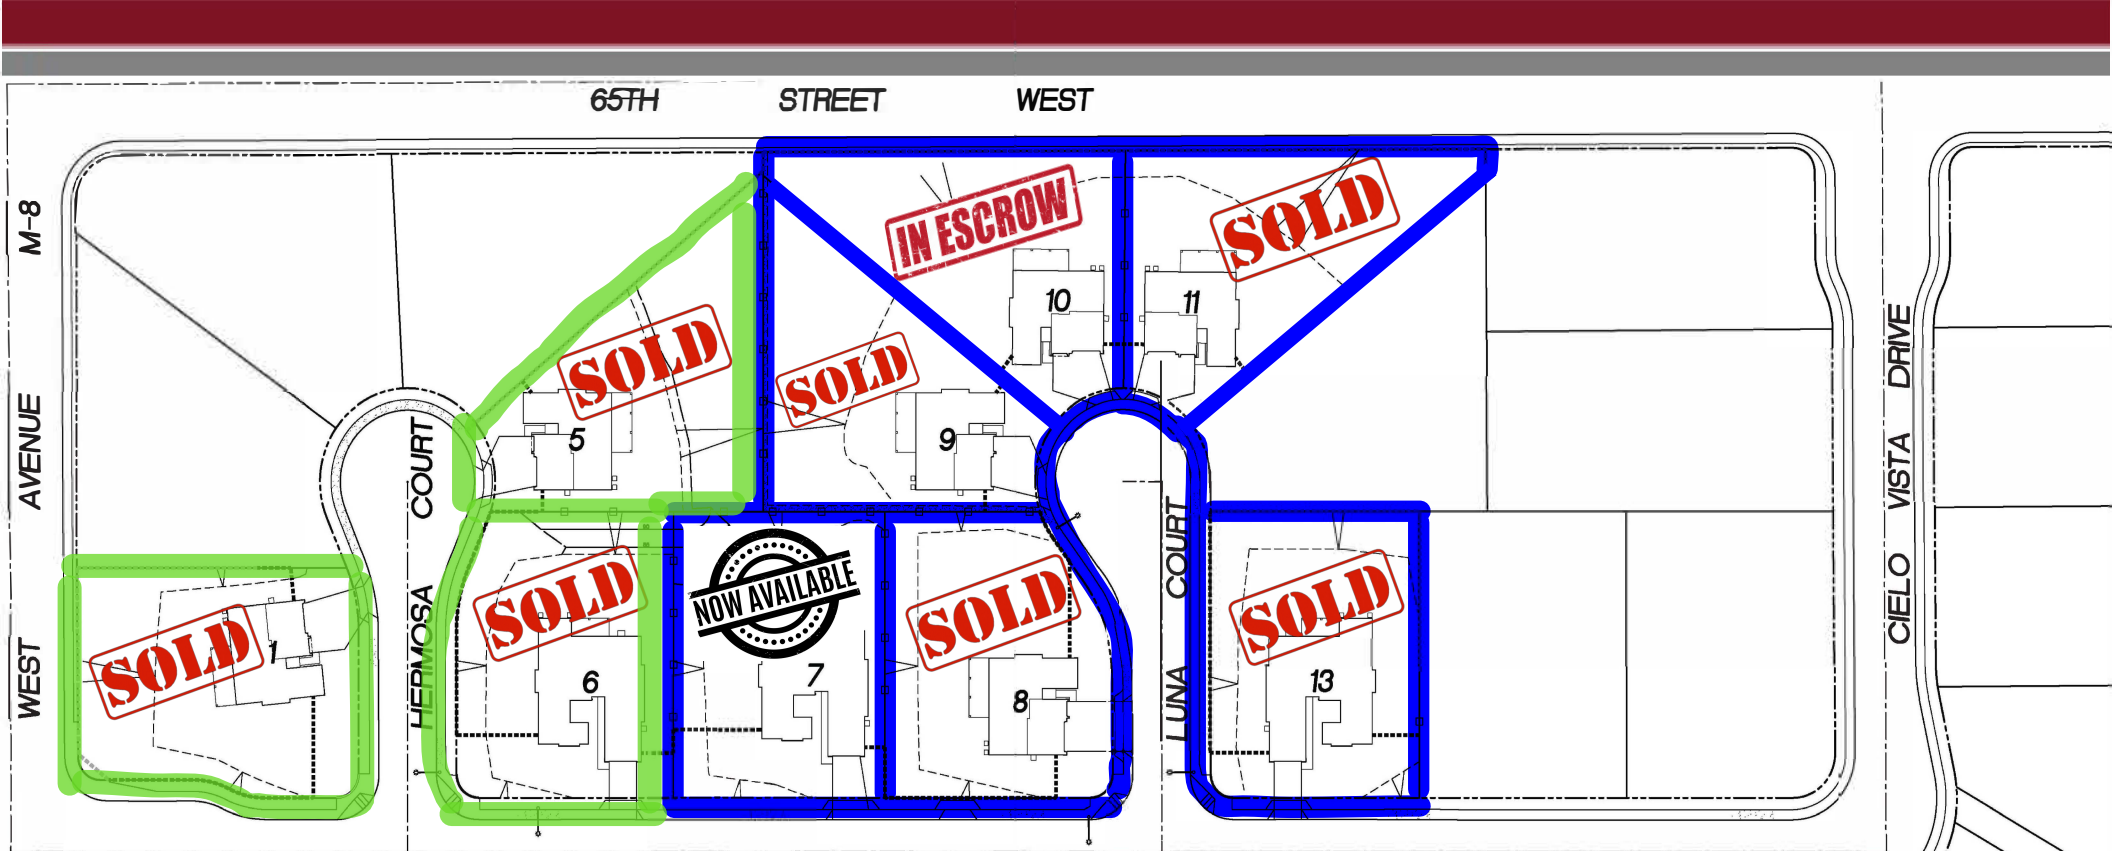 65TH STREET WEST
WEST AVENUE M-8
IN ESCROW
SOLD
10
11
SOLD
SOLD
5
9
HERMOSA COURT
LUNA COURT
CIELO VISTA DRIVE
SOLD
1
SOLD
6
NOW AVAILABLE
7
SOLD
8
SOLD
13